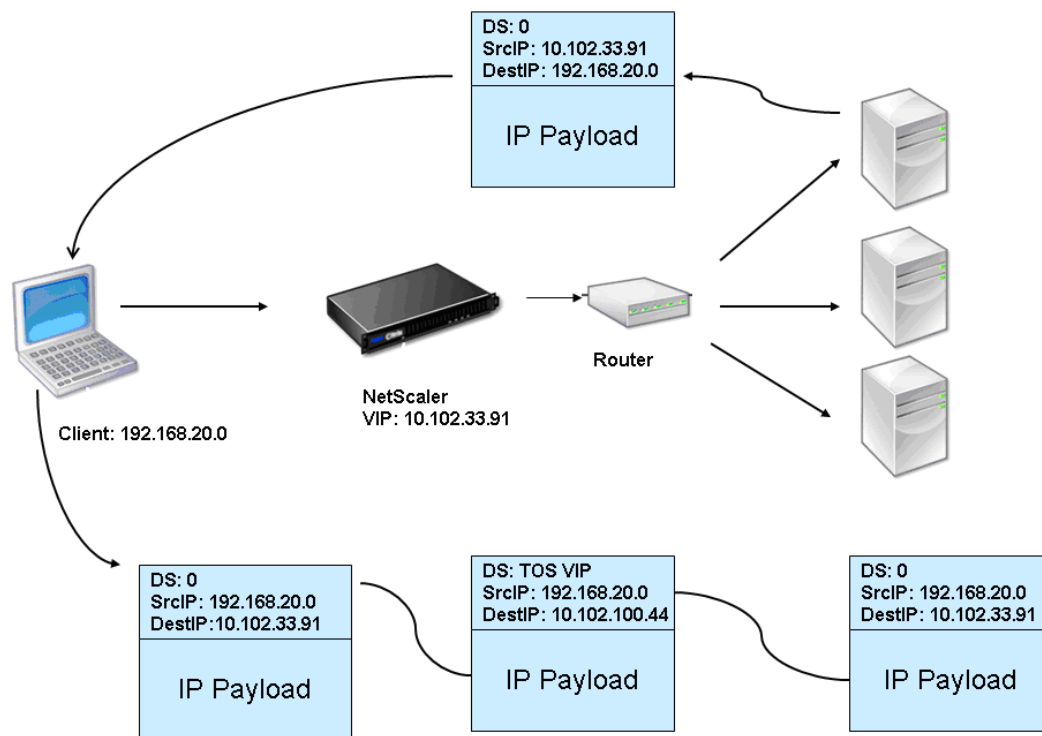 DS: 0
SrcIP: 10.102.33.91
DestIP: 192.168.20.0
IP Payload
Router
NetScaler
VIP: 10.102.33.91
Client: 192.168.20.0
DS: 0
SrcIP: 192.168.20.0
DestIP:10.102.33.91
IP Payload
DS: TOS VIP
SrcIP: 192.168.20.0
DestIP: 10.102.100.44
IP Payload
DS: 0
SrcIP: 192.168.20.0
DestIP: 10.102.33.91
IP Payload